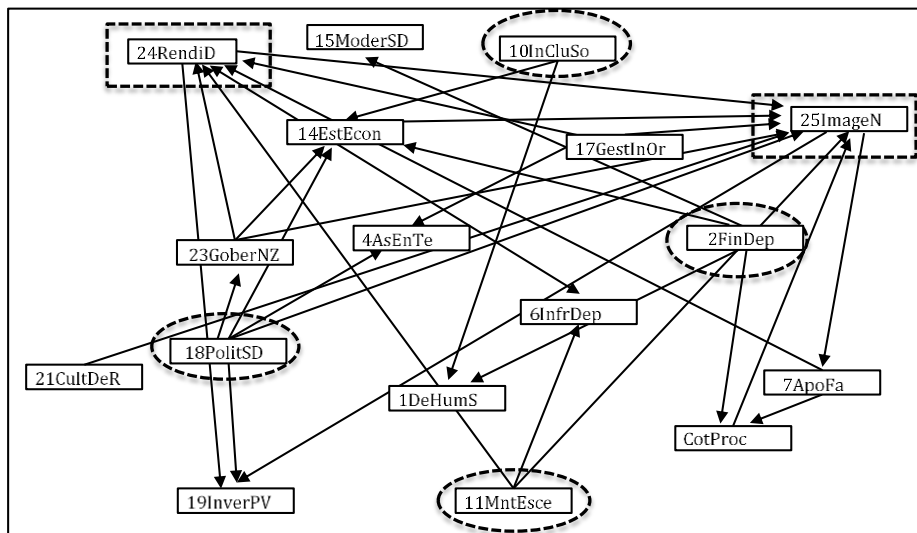 15ModerSD
24RendiD
10InCluSo
25ImageN
14EstEcon
17GestInOr
4AsEnTe
2FinDep
23GoberNZ
6InfrDep
18PolitSD
21CultDeR
7ApoFa
1DeHumS
CotProc
19InverPV
11MntEsce